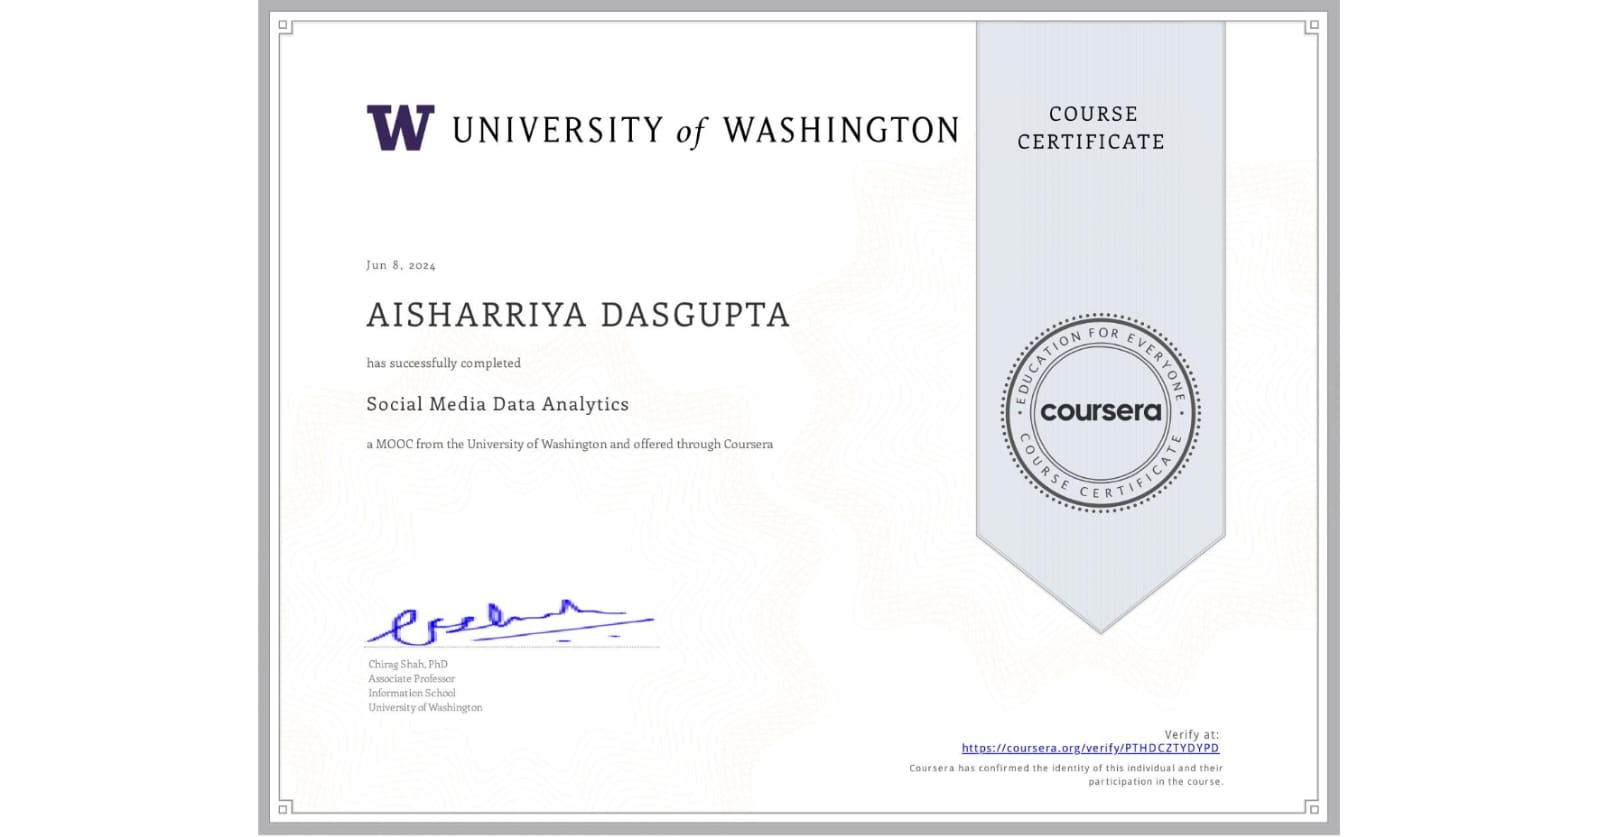 W UNIVERSITY of WASHINGTON
COURSE
CERTIFICATE
Jun 8, 2024
AISHARRIYA DASGUPTA
has successfully completed
Social Media Data Analytics
a MOOC from the University of Washington and offered through Coursera
EDUCATION FOR EVERYONE
coursera
COURSE CERTIFICATE
Chirag Shah, PhD
Associate Professor
Information School
University of Washington
Verify at:
https://coursera.org/verify/PTHDCZTYDYPD
Coursera has confirmed the identity of this individual and their
participation in the course.